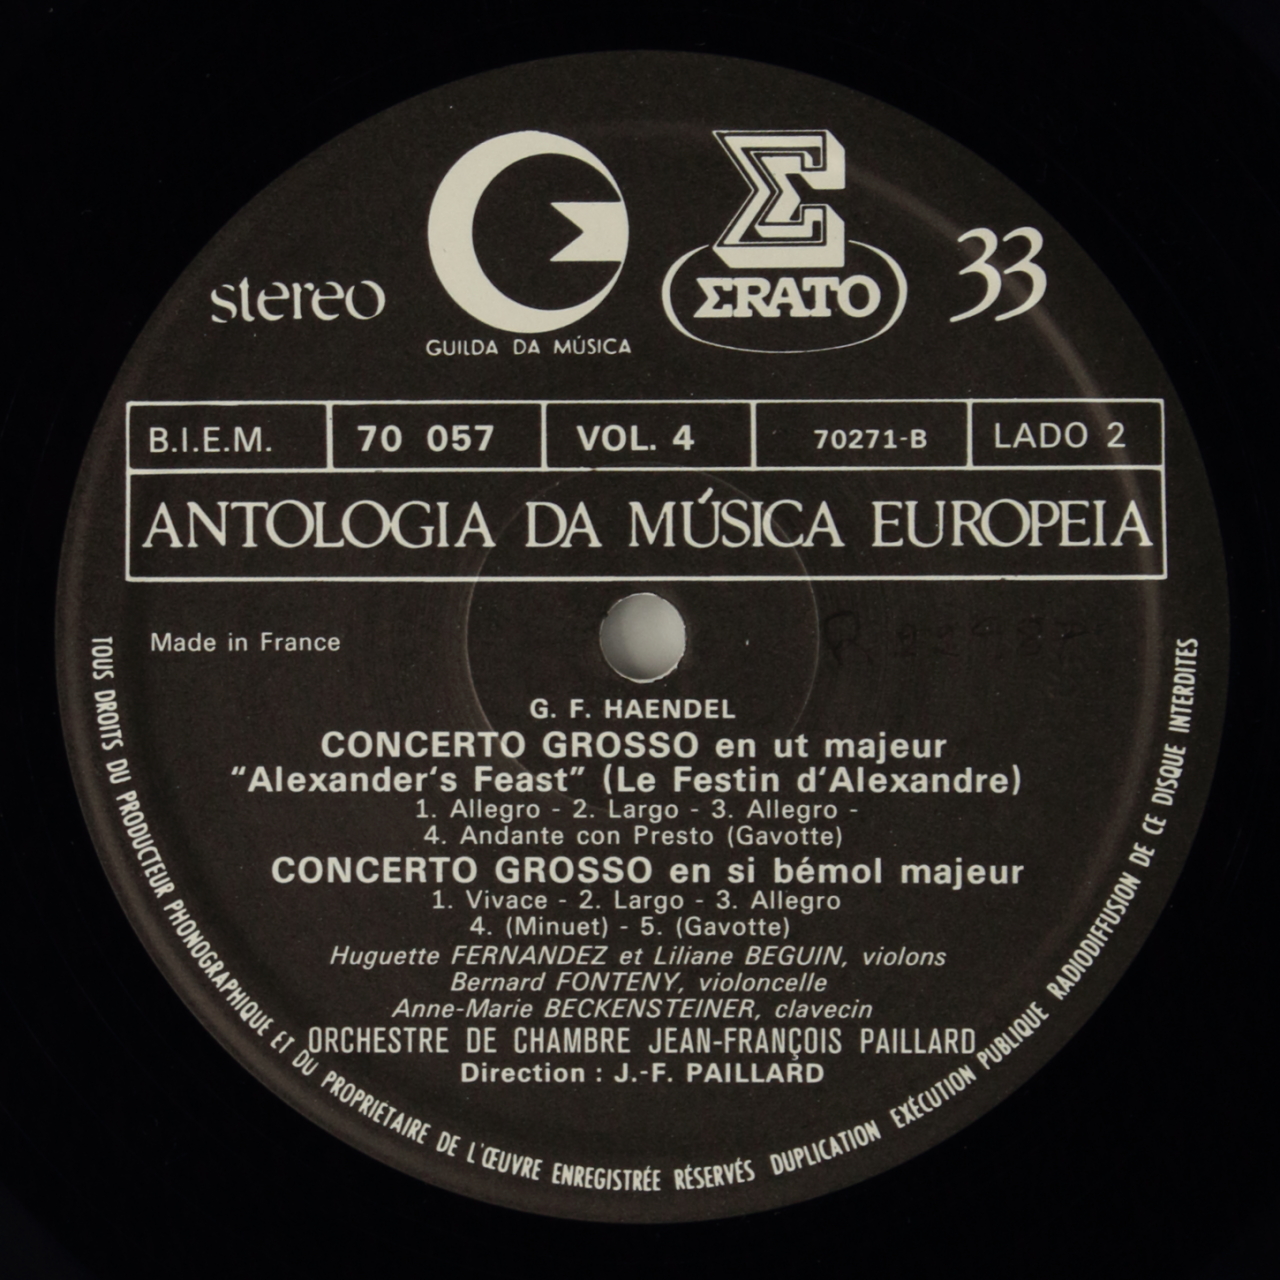 stereo
GUILDA DA MÚSICA
ΣRATO
33
B.I.E.M. 70 057 VOL. 4 70271-B LADO 2
ANTOLOGIA DA MÚSICA EUROPEIA
Made in France
G. F. HAENDEL
CONCERTO GROSSO en ut majeur
“Alexander‘s Feast” (Le Festin d‘Alexandre)
1. Allegro - 2. Largo - 3. Allegro -
4. Andante con Presto (Gavotte)
CONCERTO GROSSO en si bémol majeur
1. Vivace - 2. Largo - 3. Allegro
4. (Minuet) - 5. (Gavotte)
Huguette FERNANDEZ et Liliane BEGUIN, violons
Bernard FONTENY, violoncelle
Anne-Marie BECKENSTEINER, clavecin
ORCHESTRE DE CHAMBRE JEAN-FRANÇOIS PAILLARD
Direction : J.-F. PAILLARD
TOUS DROITS DU PRODUCTEUR PHONOGRAPHIQUE ET DU PROPRIÉTAIRE DE L'ŒUVRE ENREGISTRÉE RÉSERVÉS DUPLICATION EXÉCUTION PUBLIQUE RADIODIFFUSION DE CE DISQUE INTERDITES